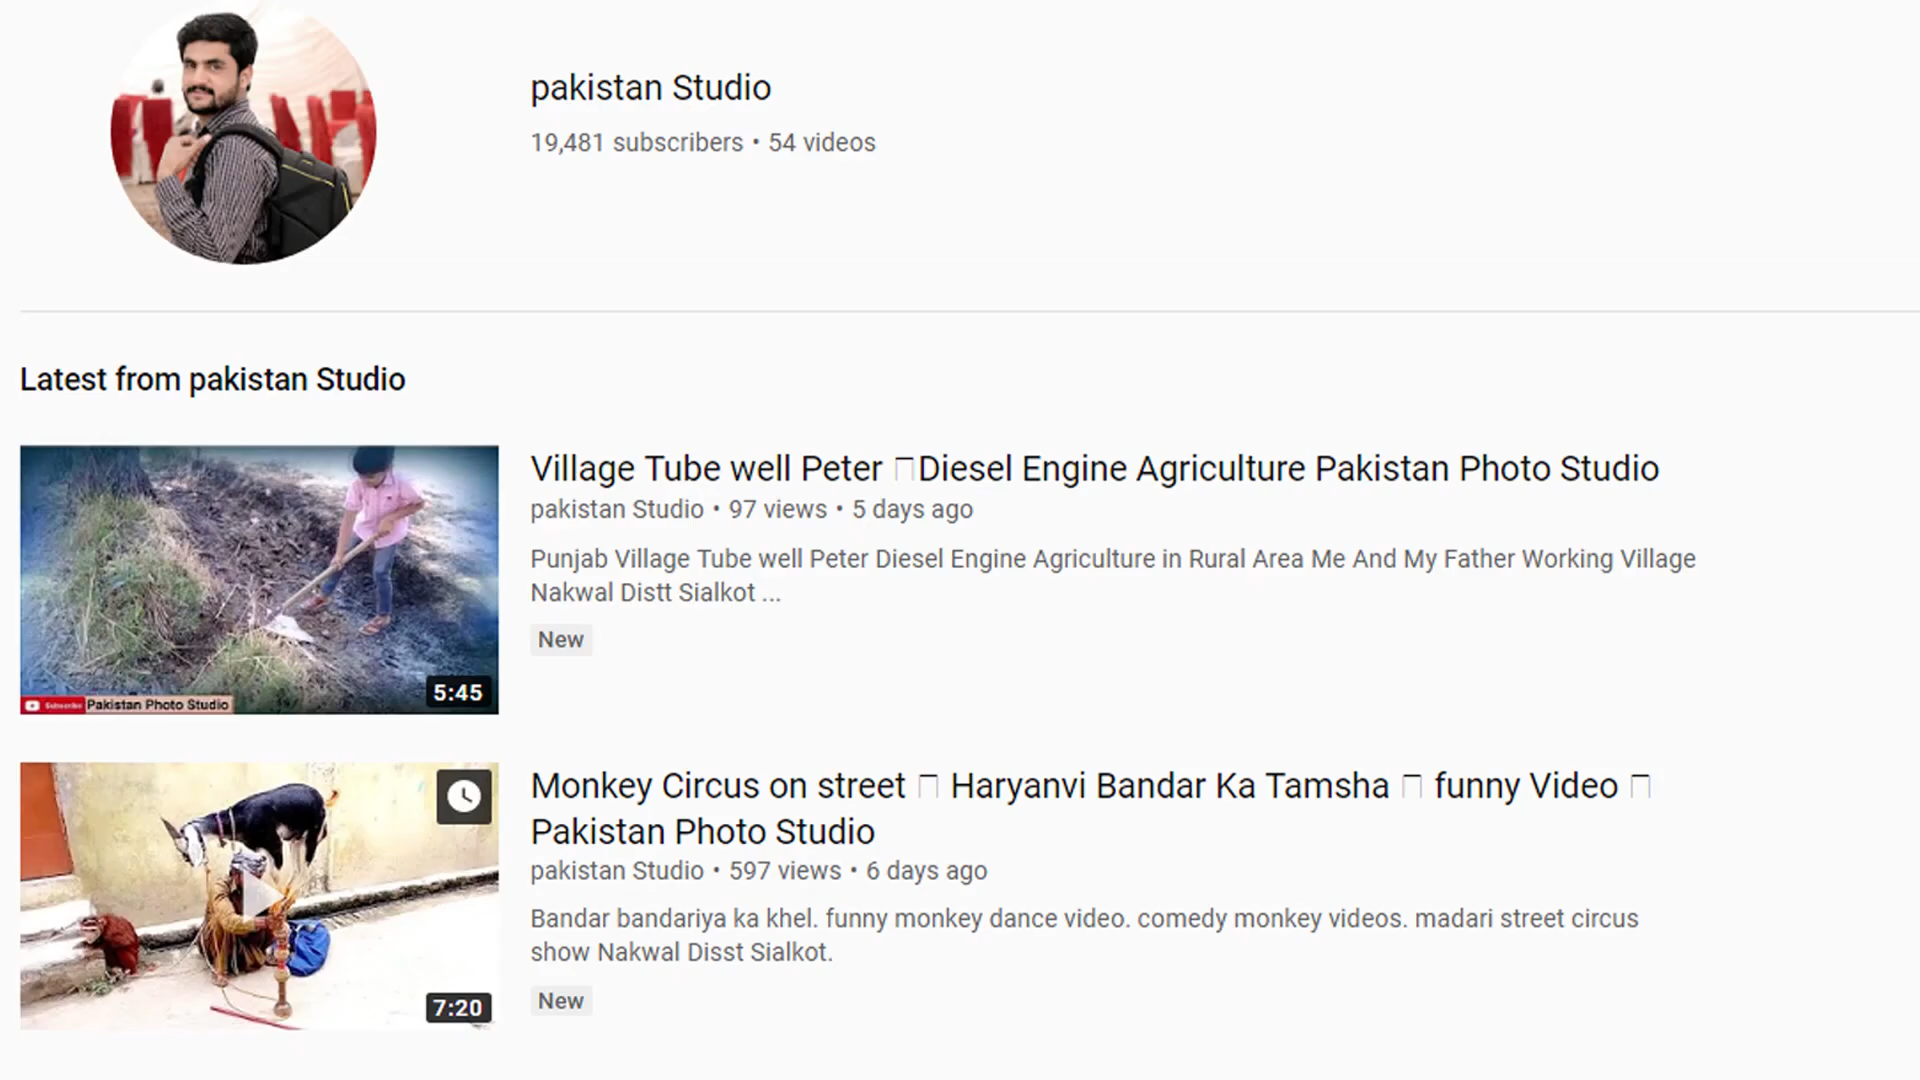 pakistan Studio
19,481 subscribers • 54 videos
Latest from pakistan Studio
Village Tube well Peter Diesel Engine Agriculture Pakistan Photo Studio
pakistan Studio • 97 views • 5 days ago
Punjab Village Tube well Peter Diesel Engine Agriculture in Rural Area Me And My Father Working Village
Nakwal Distt Sialkot ...
New
Subscribe Pakistan Photo Studio
5:45
Monkey Circus on street Haryanvi Bandar Ka Tamsha funny Video
Pakistan Photo Studio
pakistan Studio • 597 views • 6 days ago
Bandar bandariya ka khel. funny monkey dance video. comedy monkey videos. madari street circus
show Nakwal Disst Sialkot.
New
7:20